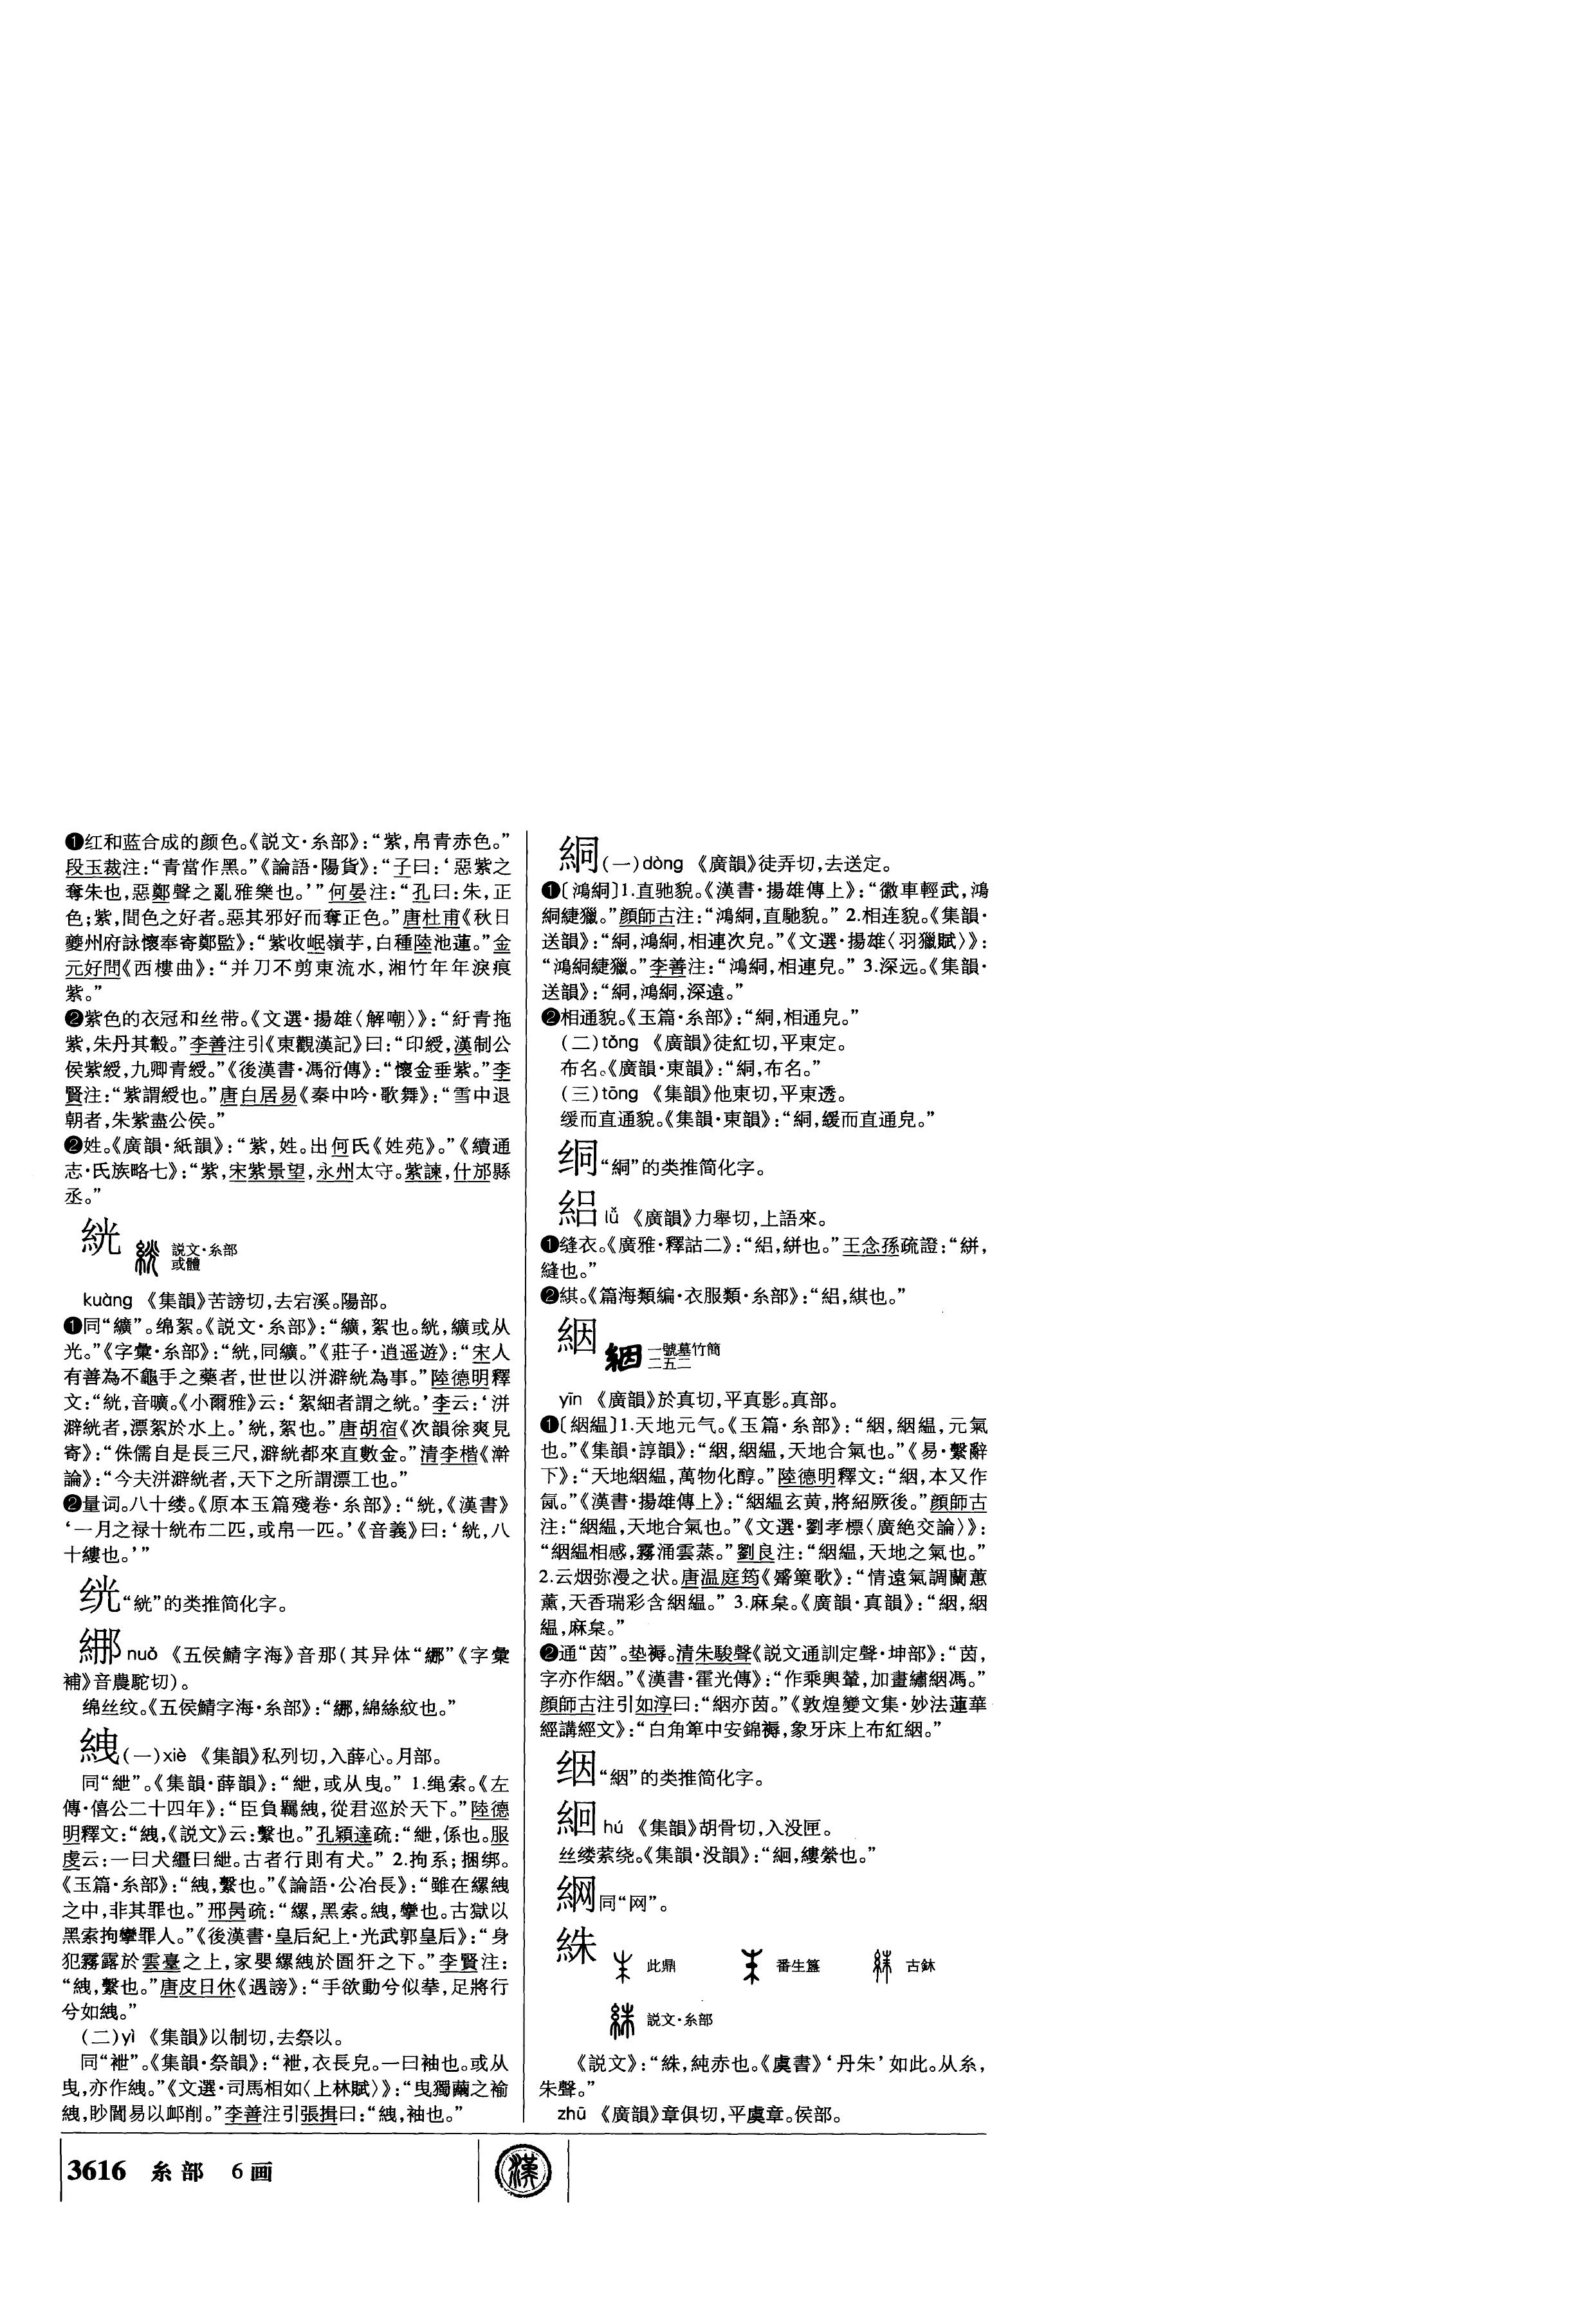 ❶红和蓝合成的颜色。《説文·糸部》：“紫，帛青赤色。”
段玉裁注：“青當作黑。”《論語·陽貨》：“子曰：‘惡紫之
奪朱也，惡鄭聲之亂雅樂也。’”何晏注：“孔曰：朱，正
色；紫，間色之好者。惡其邪好而奪正色。”唐杜甫《秋日
夔州府詠懷奉寄鄭監》：“紫收岷嶺芋，白種陸池蓮。”金
元好問《西樓曲》：“并刀不剪東流水，湘竹年年淚痕
紫。”
❷紫色的衣冠和丝带。《文選·揚雄〈解嘲〉》：“紆青拖
紫，朱丹其轂。”李善注引《東觀漢記》曰：“印綬，漢制公
侯紫綬，九卿青綬。”《後漢書·馮衍傳》：“懷金垂紫。”李
賢注：“紫謂綬也。”唐白居易《秦中吟·歌舞》：“雪中退
朝者，朱紫盡公侯。”
❷姓。《廣韻·紙韻》：“紫，姓。出何氏《姓苑》。”《續通
志·氏族略七》：“紫，宋紫景望，永州太守。紫諫，什邡縣
丞。”
絖 説文·糸部
或體
kuàng 《集韻》苦謗切，去宕溪。陽部。
❶同“纊”。绵絮。《説文·糸部》：“纊，絮也。絖，纊或从
光。”《字彙·糸部》：“絖，同纊。”《莊子·逍遥遊》：“宋人
有善為不龜手之藥者，世世以洴澼絖為事。”陸德明釋
文：“絖，音曠。《小爾雅》云：‘絮細者謂之絖。’李云：‘洴
澼絖者，漂絮於水上。’絖，絮也。”唐胡宿《次韻徐爽見
寄》：“侏儒自是長三尺，澼絖都來直數金。”清李楷《澣
論》：“今夫洴澼絖者，天下之所謂漂工也。”
❷量词。八十缕。《原本玉篇殘卷·糸部》：“絖，《漢書》
‘一月之禄十絖布二匹，或帛一匹。’《音義》曰：‘絖，八
十縷也。’”
𬘡“絖”的类推简化字。
䋾 nuǒ 《五侯鯖字海》音那（其异体“䋾”《字彙
補》音農駝切）。
绵丝纹。《五侯鯖字海·糸部》：“䋾，綿絲紋也。”
絏（一）xiè 《集韻》私列切，入薛心。月部。
同“紲”。《集韻·薛韻》：“紲，或从曳。” 1.绳索。《左
傳·僖公二十四年》：“臣負羈絏，從君巡於天下。”陸德
明釋文：“絏，《説文》云：繫也。”孔穎達疏：“紲，係也。服
虔云：一曰犬繮曰紲。古者行則有犬。” 2.拘系；捆绑。
《玉篇·糸部》：“絏，繫也。”《論語·公冶長》：“雖在縲絏
之中，非其罪也。”邢昺疏：“縲，黑索。絏，攣也。古獄以
黑索拘攣罪人。”《後漢書·皇后紀上·光武郭皇后》：“身
犯霧露於雲臺之上，家嬰縲絏於囹犴之下。”李賢注：
“絏，繫也。”唐皮日休《遇謗》：“手欲動兮似拲，足將行
兮如絏。”
（二）yì 《集韻》以制切，去祭以。
同“袣”。《集韻·祭韻》：“袣，衣長皃。一曰袖也。或从
曳，亦作絏。”《文選·司馬相如〈上林賦〉》：“曳獨繭之褕
絏，眇閻易以卹削。”李善注引張揖曰：“絏，袖也。”
絧（一）dòng 《廣韻》徒弄切，去送定。
❶〔鴻絧〕1.直驰貌。《漢書·揚雄傳上》：“徽車輕武，鴻
絧緁獵。”顔師古注：“鴻絧，直馳貌。” 2.相连貌。《集韻·
送韻》：“絧，鴻絧，相連次皃。”《文選·揚雄〈羽獵賦〉》：
“鴻絧緁獵。”李善注：“鴻絧，相連皃。” 3.深远。《集韻·
送韻》：“絧，鴻絧，深遠。”
❷相通貌。《玉篇·糸部》：“絧，相通皃。”
（二）tǒng 《廣韻》徒紅切，平東定。
布名。《廣韻·東韻》：“絧，布名。”
（三）tōng 《集韻》他東切，平東透。
缓而直通貌。《集韻·東韻》：“絧，緩而直通皃。”
𫄤“絧”的类推简化字。
絽 lǚ 《廣韻》力舉切，上語來。
❶缝衣。《廣雅·釋詁二》：“絽，絣也。”王念孫疏證：“絣，
縫也。”
❷綨。《篇海類編·衣服類·糸部》：“絽，綨也。”
絪 一號墓竹簡
二五二
yīn 《廣韻》於真切，平真影。真部。
❶〔絪緼〕1.天地元气。《玉篇·糸部》：“絪，絪緼，元氣
也。”《集韻·諄韻》：“絪，絪緼，天地合氣也。”《易·繫辭
下》：“天地絪緼，萬物化醇。”陸德明釋文：“絪，本又作
氤。”《漢書·揚雄傳上》：“絪緼玄黄，將紹厥後。”顔師古
注：“絪緼，天地合氣也。”《文選·劉孝標〈廣絶交論〉》：
“絪緼相感，霧涌雲蒸。”劉良注：“絪緼，天地之氣也。”
2.云烟弥漫之状。唐温庭筠《觱篥歌》：“情遠氣調蘭蕙
薰，天香瑞彩含絪緼。” 3.麻枲。《廣韻·真韻》：“絪，絪
緼，麻枲。”
❷通“茵”。垫褥。清朱駿聲《説文通訓定聲·坤部》：“茵，
字亦作絪。”《漢書·霍光傳》：“作乘輿輦，加畫繡絪馮。”
顔師古注引如淳曰：“絪亦茵。”《敦煌變文集·妙法蓮華
經講經文》：“白角簟中安錦褥，象牙床上布紅絪。”
𬘡“絪”的类推简化字。
絗 hú 《集韻》胡骨切，入没匣。
丝缕萦绕。《集韻·没韻》：“絗，縷縈也。”
䋄同“网”。
絑 此鼎 番生簋 古鉥
説文·糸部
《説文》：“絑，純赤也。《虞書》‘丹朱’如此。从糸，
朱聲。”
zhū 《廣韻》章俱切，平虞章。侯部。
3616 糸部 6画
漢